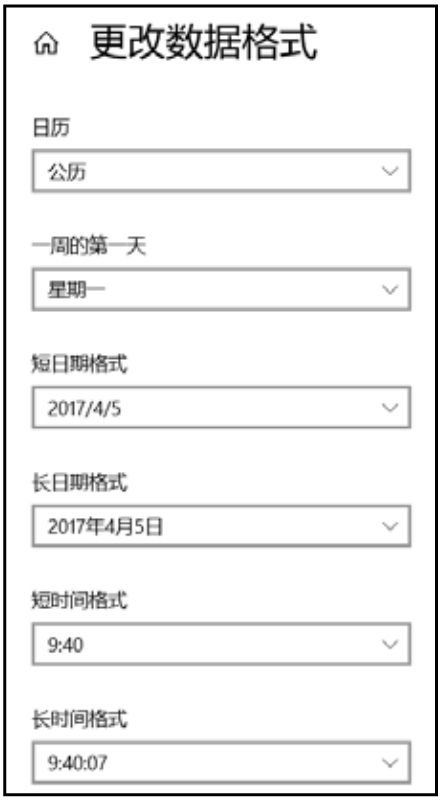 更改数据格式
日历
公历
一周的第一天
星期一
短日期格式
2017/4/5
长日期格式
2017年4月5日
短时间格式
9:40
长时间格式
9:40:07